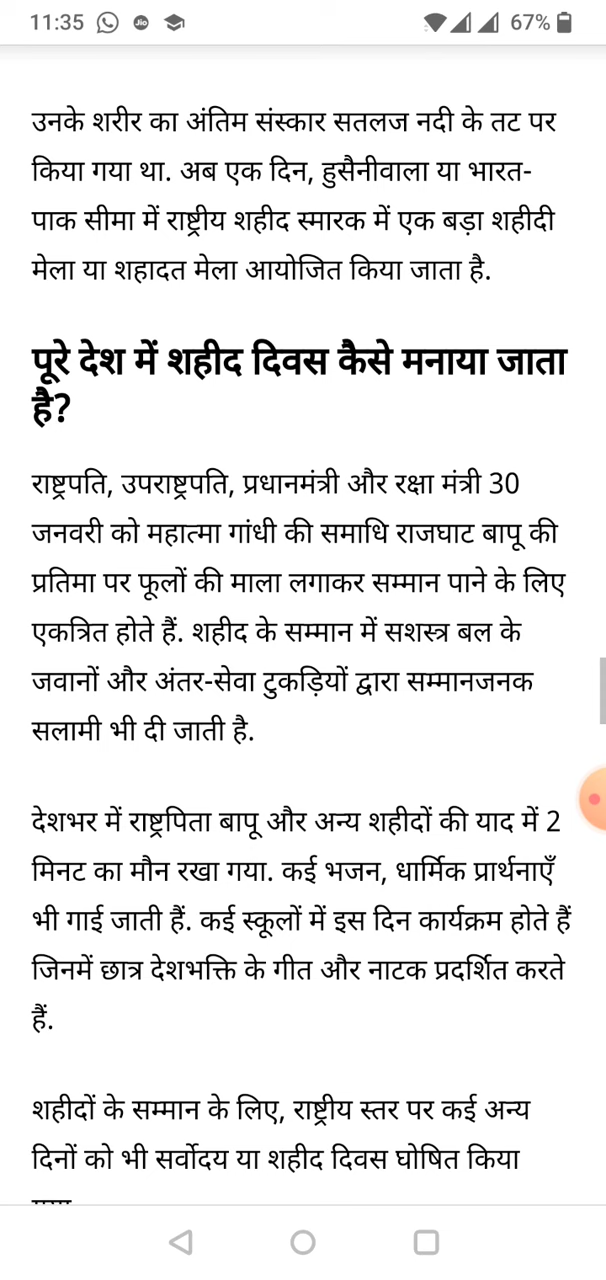 11:35 Jio 67%
उनके शरीर का अंतिम संस्कार सतलज नदी के तट पर
किया गया था. अब एक दिन, हुसैनीवाला या भारत-
पाक सीमा में राष्ट्रीय शहीद स्मारक में एक बड़ा शहीदी
मेला या शहादत मेला आयोजित किया जाता है.
पूरे देश में शहीद दिवस कैसे मनाया जाता
है?
राष्ट्रपति, उपराष्ट्रपति, प्रधानमंत्री और रक्षा मंत्री 30
जनवरी को महात्मा गांधी की समाधि राजघाट बापू की
प्रतिमा पर फूलों की माला लगाकर सम्मान पाने के लिए
एकत्रित होते हैं. शहीद के सम्मान में सशस्त्र बल के
जवानों और अंतर-सेवा टुकड़ियों द्वारा सम्मानजनक
सलामी भी दी जाती है.
देशभर में राष्ट्रपिता बापू और अन्य शहीदों की याद में 2
मिनट का मौन रखा गया. कई भजन, धार्मिक प्रार्थनाएँ
भी गाई जाती हैं. कई स्कूलों में इस दिन कार्यक्रम होते हैं
जिनमें छात्र देशभक्ति के गीत और नाटक प्रदर्शित करते
हैं.
शहीदों के सम्मान के लिए, राष्ट्रीय स्तर पर कई अन्य
दिनों को भी सर्वोदय या शहीद दिवस घोषित किया